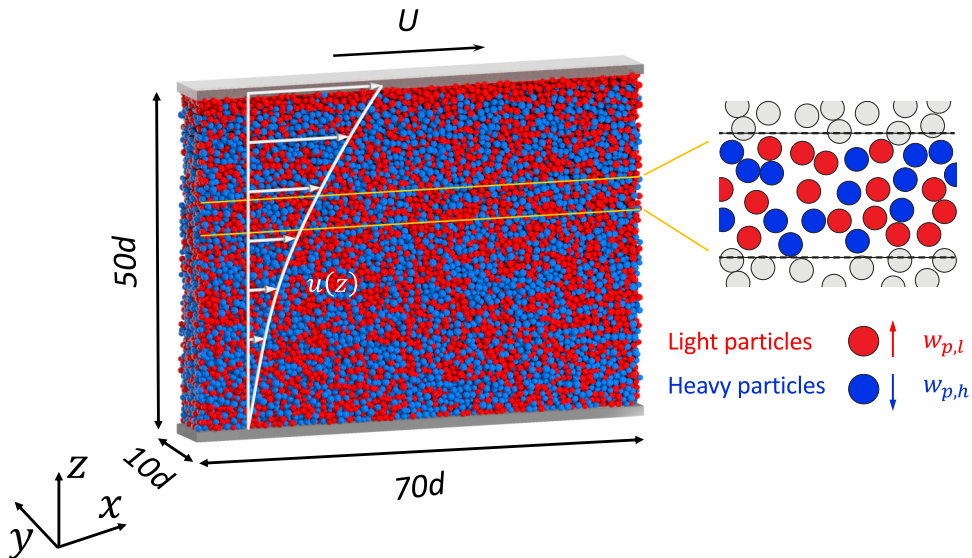 U
50d
u(z)
10d
70d
z
x
y
Light particles w_{p,l}
Heavy particles w_{p,h}